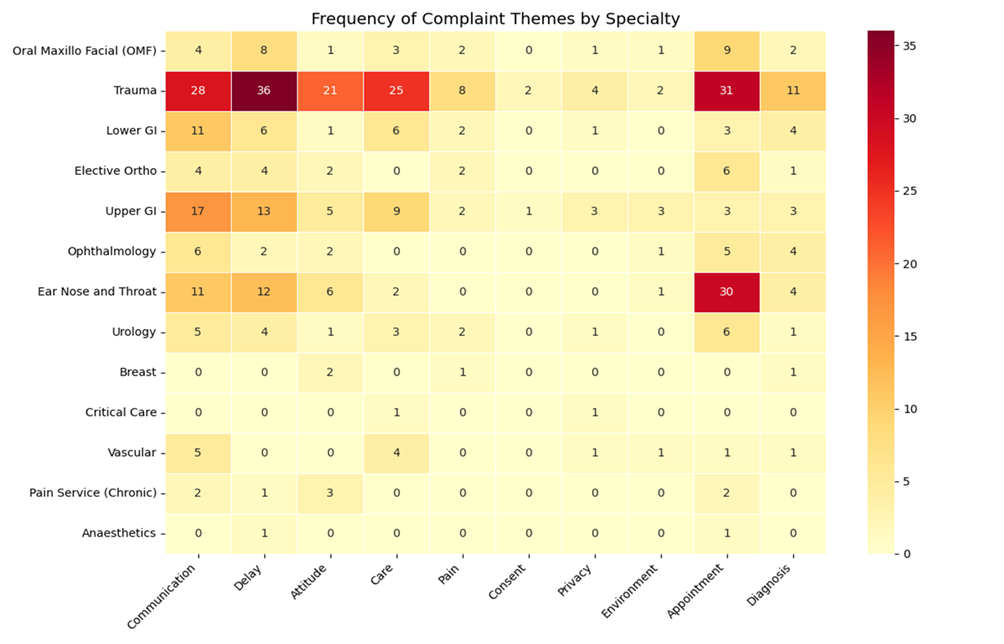 Frequency of Complaint Themes by Specialty
Oral Maxillo Facial (OMF) 4 8 1 3 2 0 1 1 9 2
Trauma 28 36 21 25 8 2 4 2 31 11
Lower GI 11 6 1 6 2 0 1 0 3 4
Elective Ortho 4 4 2 0 2 0 0 0 6 1
Upper GI 17 13 5 9 2 1 3 3 3 3
Ophthalmology 6 2 2 0 0 0 0 1 5 4
Ear Nose and Throat 11 12 6 2 0 0 0 1 30 4
Urology 5 4 1 3 2 0 1 0 6 1
Breast 0 0 2 0 1 0 0 0 0 1
Critical Care 0 0 0 1 0 0 1 0 0 0
Vascular 5 0 0 4 0 0 1 1 1 1
Pain Service (Chronic) 2 1 3 0 0 0 0 0 2 0
Anaesthetics 0 1 0 0 0 0 0 0 1 0
Communication Delay Attitude Care Pain Consent Privacy Environment Appointment Diagnosis
35
30
25
20
15
10
5
0